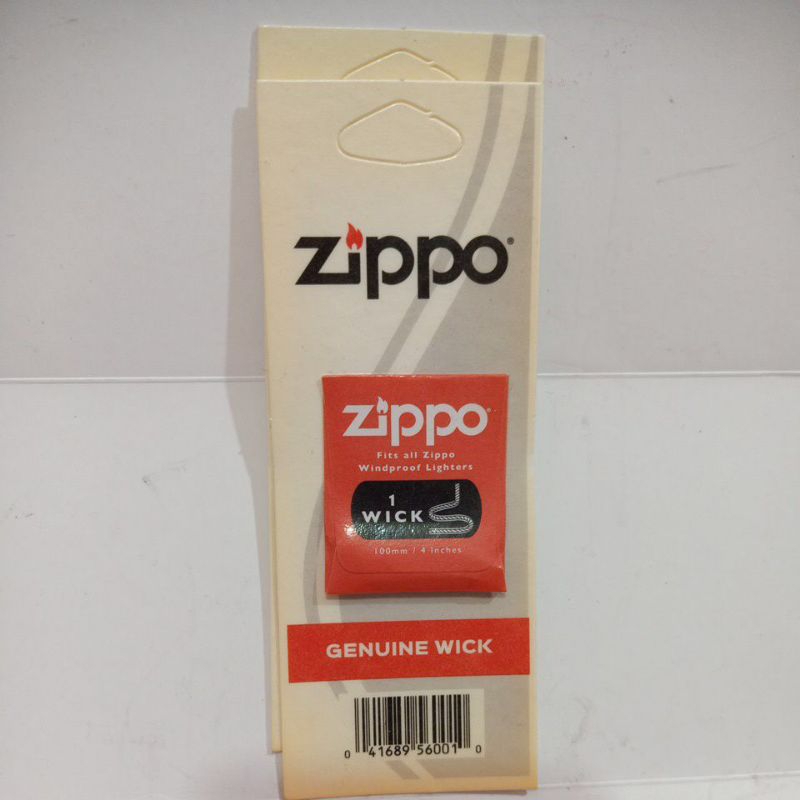 Zippo®
Zippo®
Fits all Zippo
Windproof Lighters
1
WICK
100mm / 4 inches
GENUINE WICK
0 41689 56001 0